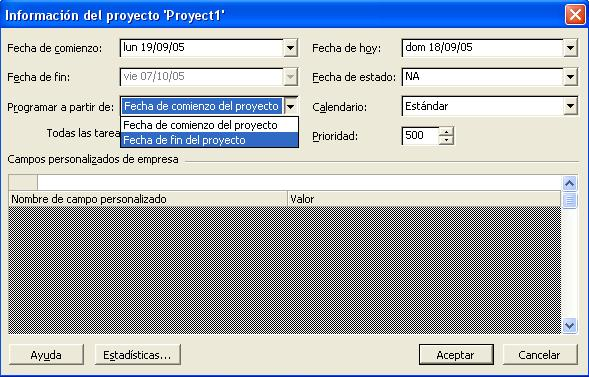 Información del proyecto 'Proyect1'
Fecha de comienzo: lun 19/09/05 Fecha de hoy: dom 18/09/05
Fecha de fin: vie 07/10/05 Fecha de estado: NA
Programar a partir de: Fecha de comienzo del proyecto Calendario: Estándar
Fecha de comienzo del proyecto
Todas las tarea Fecha de fin del proyecto Prioridad: 500
Campos personalizados de empresa
Nombre de campo personalizado Valor
Ayuda Estadísticas... Aceptar Cancelar